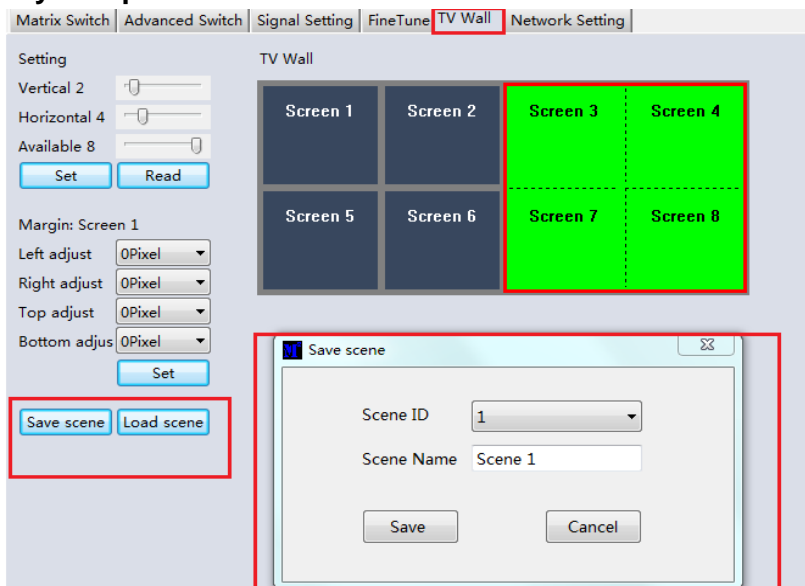 Matrix Switch Advanced Switch Signal Setting FineTune TV Wall Network Setting
Setting
TV Wall
Vertical 2
Horizontal 4
Available 8
Set Read
Screen 1 Screen 2 Screen 3 Screen 4
Screen 5 Screen 6 Screen 7 Screen 8
Margin: Screen 1
Left adjust 0Pixel
Right adjust 0Pixel
Top adjust 0Pixel
Bottom adjus 0Pixel
Set
Save scene Load scene
Save scene
Scene ID 1
Scene Name Scene 1
Save Cancel